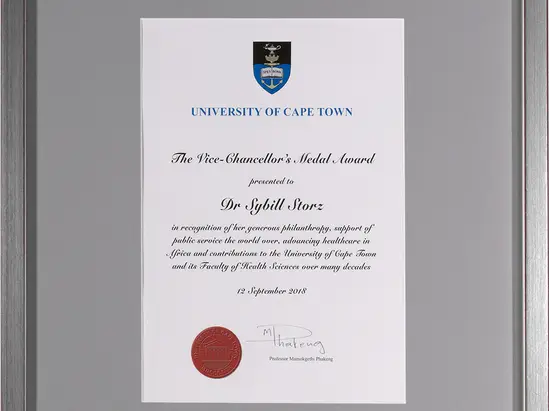 UNIVERSITY OF CAPE TOWN
The Vice-Chancellor's Medal Award
presented to
Dr Sybill Storz
in recognition of her generous philanthropy, support of
public service the world over, advancing healthcare in
Africa and contributions to the University of Cape Town
and its Faculty of Health Sciences over many decades
12 September 2018
MPhakeng
Professor Mamokgethi Phakeng